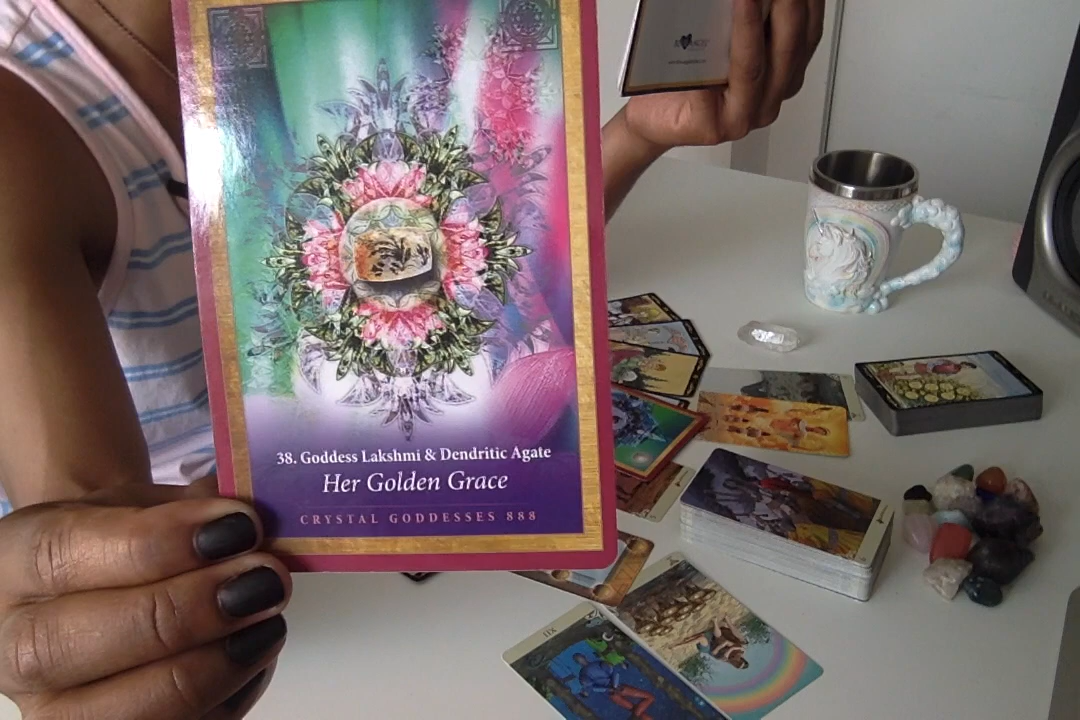 38. Goddess Lakshmi & Dendritic Agate
Her Golden Grace
CRYSTAL GODDESSES 888